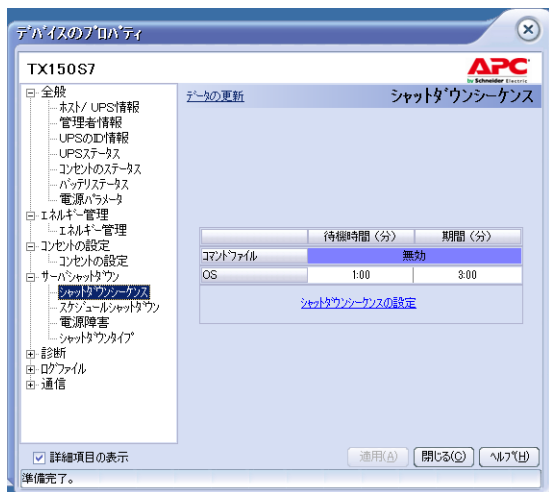 デバイスのプロパティ
TX150S7
APC
by Schneider Electric
全般
ホスト/ UPS情報
管理者情報
UPSのID情報
UPSステータス
コンセントのステータス
バッテリステータス
電源パラメータ
エネルギー管理
エネルギー管理
コンセントの設定
コンセントの設定
サーバシャットダウン
シャットダウンシーケンス
スケジュールシャットダウン
電源障害
シャットダウンタイプ
診断
ログファイル
通信
データの更新
シャットダウンシーケンス
待機時間（分） 期間（分）
コマンドファイル 無効
OS 1:00 3:00
シャットダウンシーケンスの設定
詳細項目の表示
適用(A) 閉じる(C) ヘルプ(H)
準備完了。